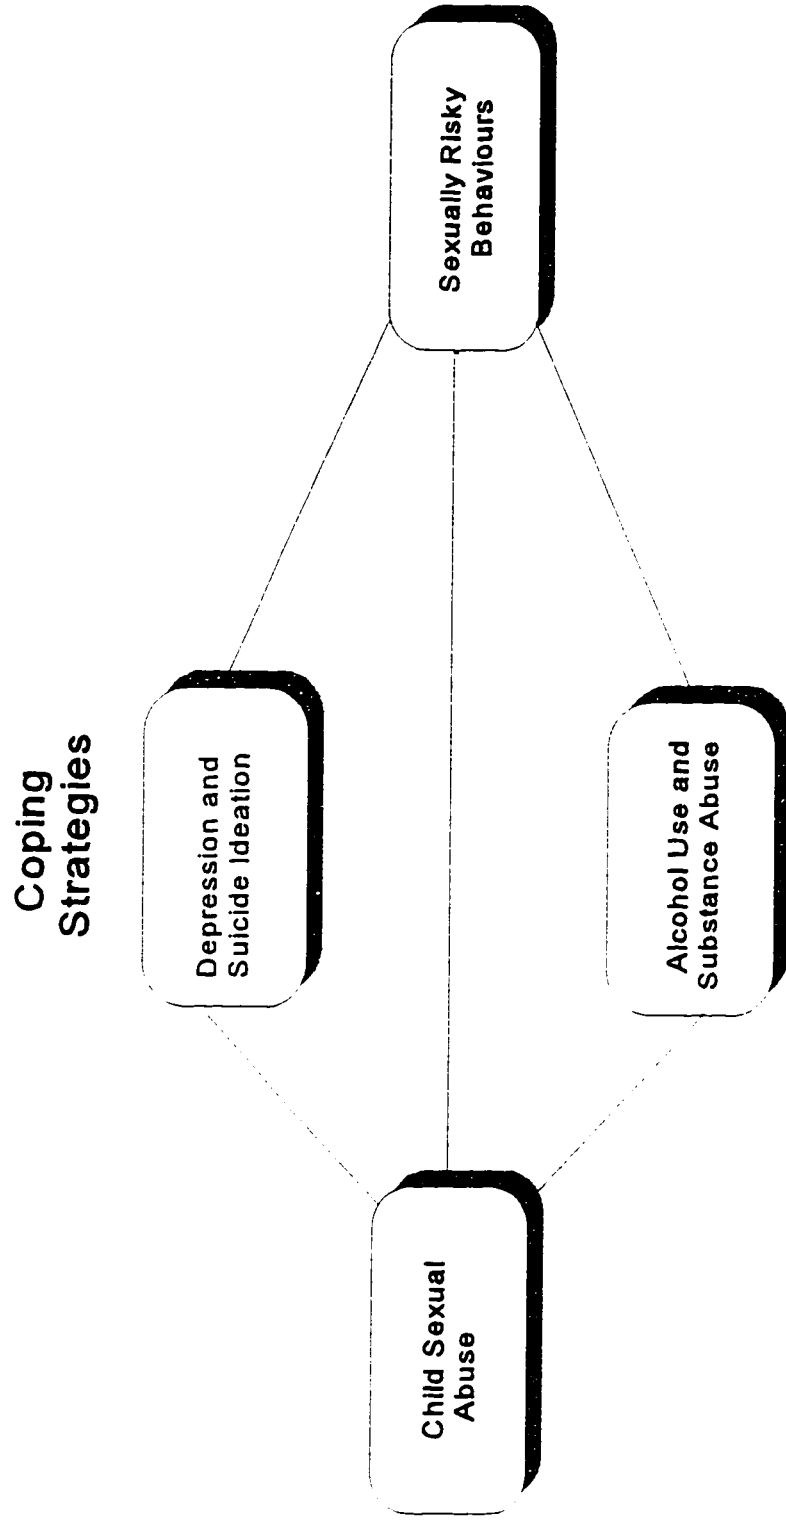 Coping
Strategies
Depression and
Suicide Ideation
Child Sexual
Abuse
Sexually Risky
Behaviours
Alcohol Use and
Substance Abuse